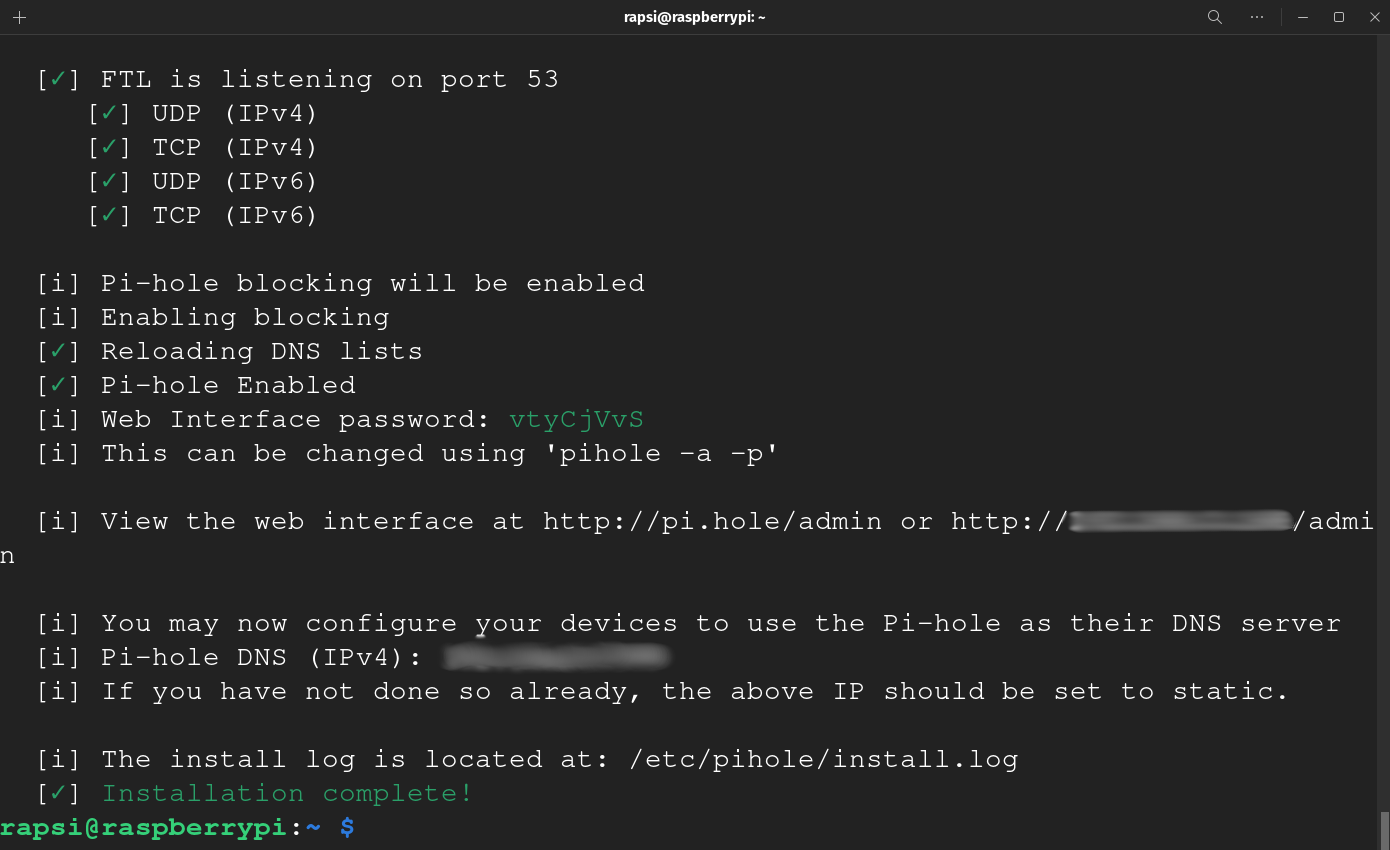 rapsi@raspberrypi: ~
[✓] FTL is listening on port 53
[✓] UDP (IPv4)
[✓] TCP (IPv4)
[✓] UDP (IPv6)
[✓] TCP (IPv6)
[i] Pi-hole blocking will be enabled
[i] Enabling blocking
[✓] Reloading DNS lists
[✓] Pi-hole Enabled
[i] Web Interface password: vtyCjVvS
[i] This can be changed using 'pihole -a -p'
[i] View the web interface at http://pi.hole/admin or http:///admi
n
[i] You may now configure your devices to use the Pi-hole as their DNS server
[i] Pi-hole DNS (IPv4):
[i] If you have not done so already, the above IP should be set to static.
[i] The install log is located at: /etc/pihole/install.log
[✓] Installation complete!
rapsi@raspberrypi:~ $